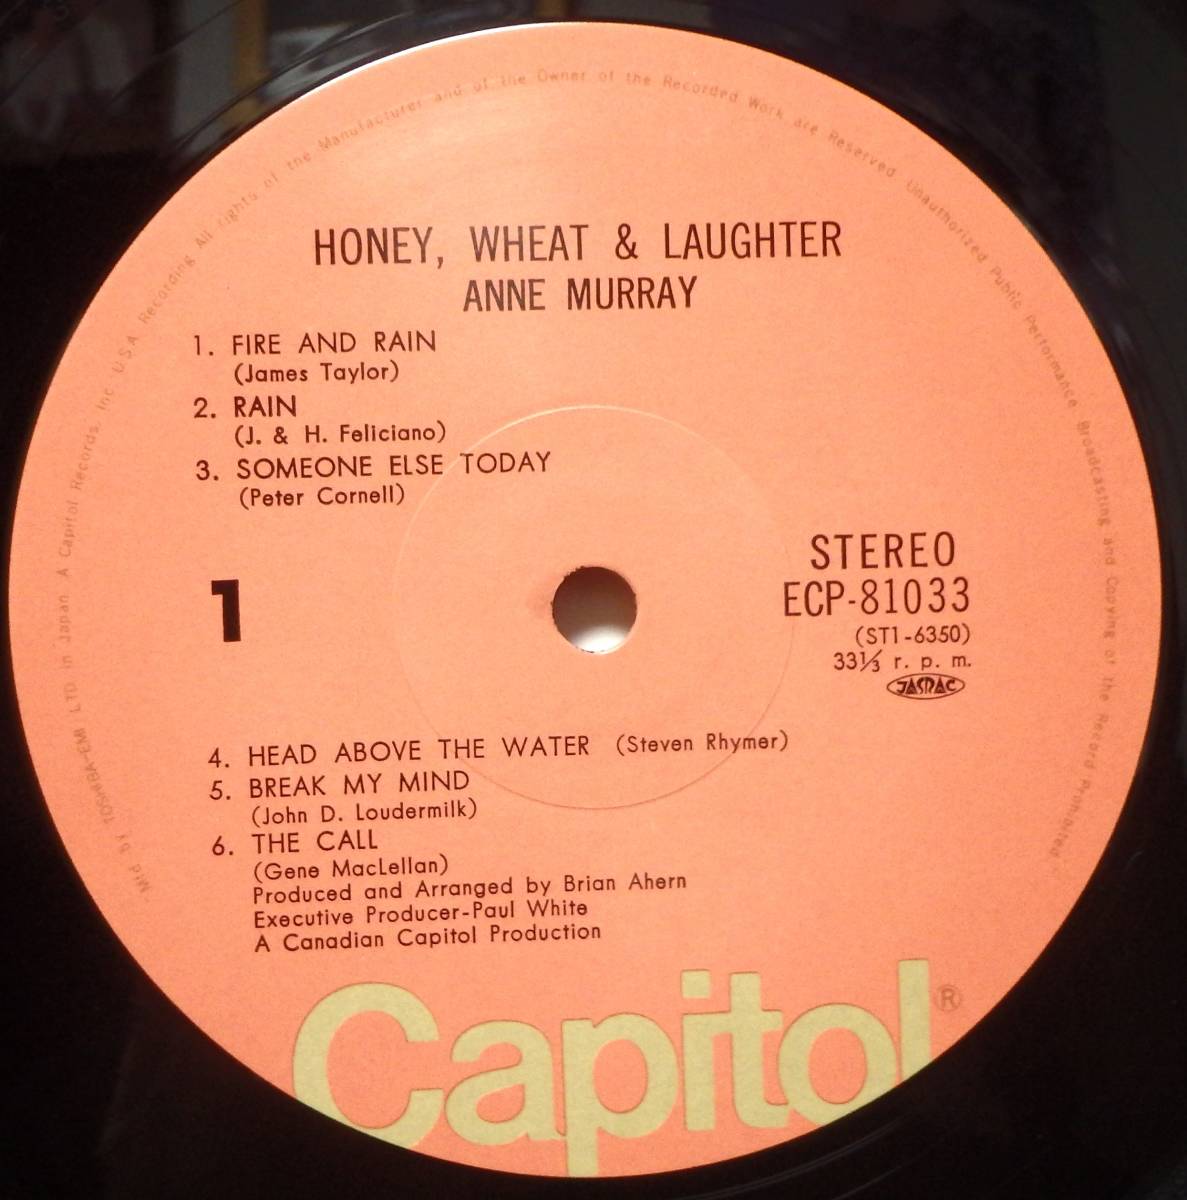 Mfd by TOSHIBA-EMI LTD in Japan A Capitol Records, Inc. U.S.A. Recording All rights of the Manufacturer and of the Owner of the Recorded Work are Reserved Unauthorized Public Performance Broadcasting and Copying of the Record Prohibited
HONEY, WHEAT & LAUGHTER
ANNE MURRAY
1. FIRE AND RAIN
(James Taylor)
2. RAIN
(J. & H. Feliciano)
3. SOMEONE ELSE TODAY
(Peter Cornell)
1
STEREO
ECP-81033
(ST1-6350)
33⅓ r. p. m.
JASRAC
4. HEAD ABOVE THE WATER (Steven Rhymer)
5. BREAK MY MIND
(John D. Loudermilk)
6. THE CALL
(Gene MacLellan)
Produced and Arranged by Brian Ahern
Executive Producer-Paul White
A Canadian Capitol Production
Capitol®